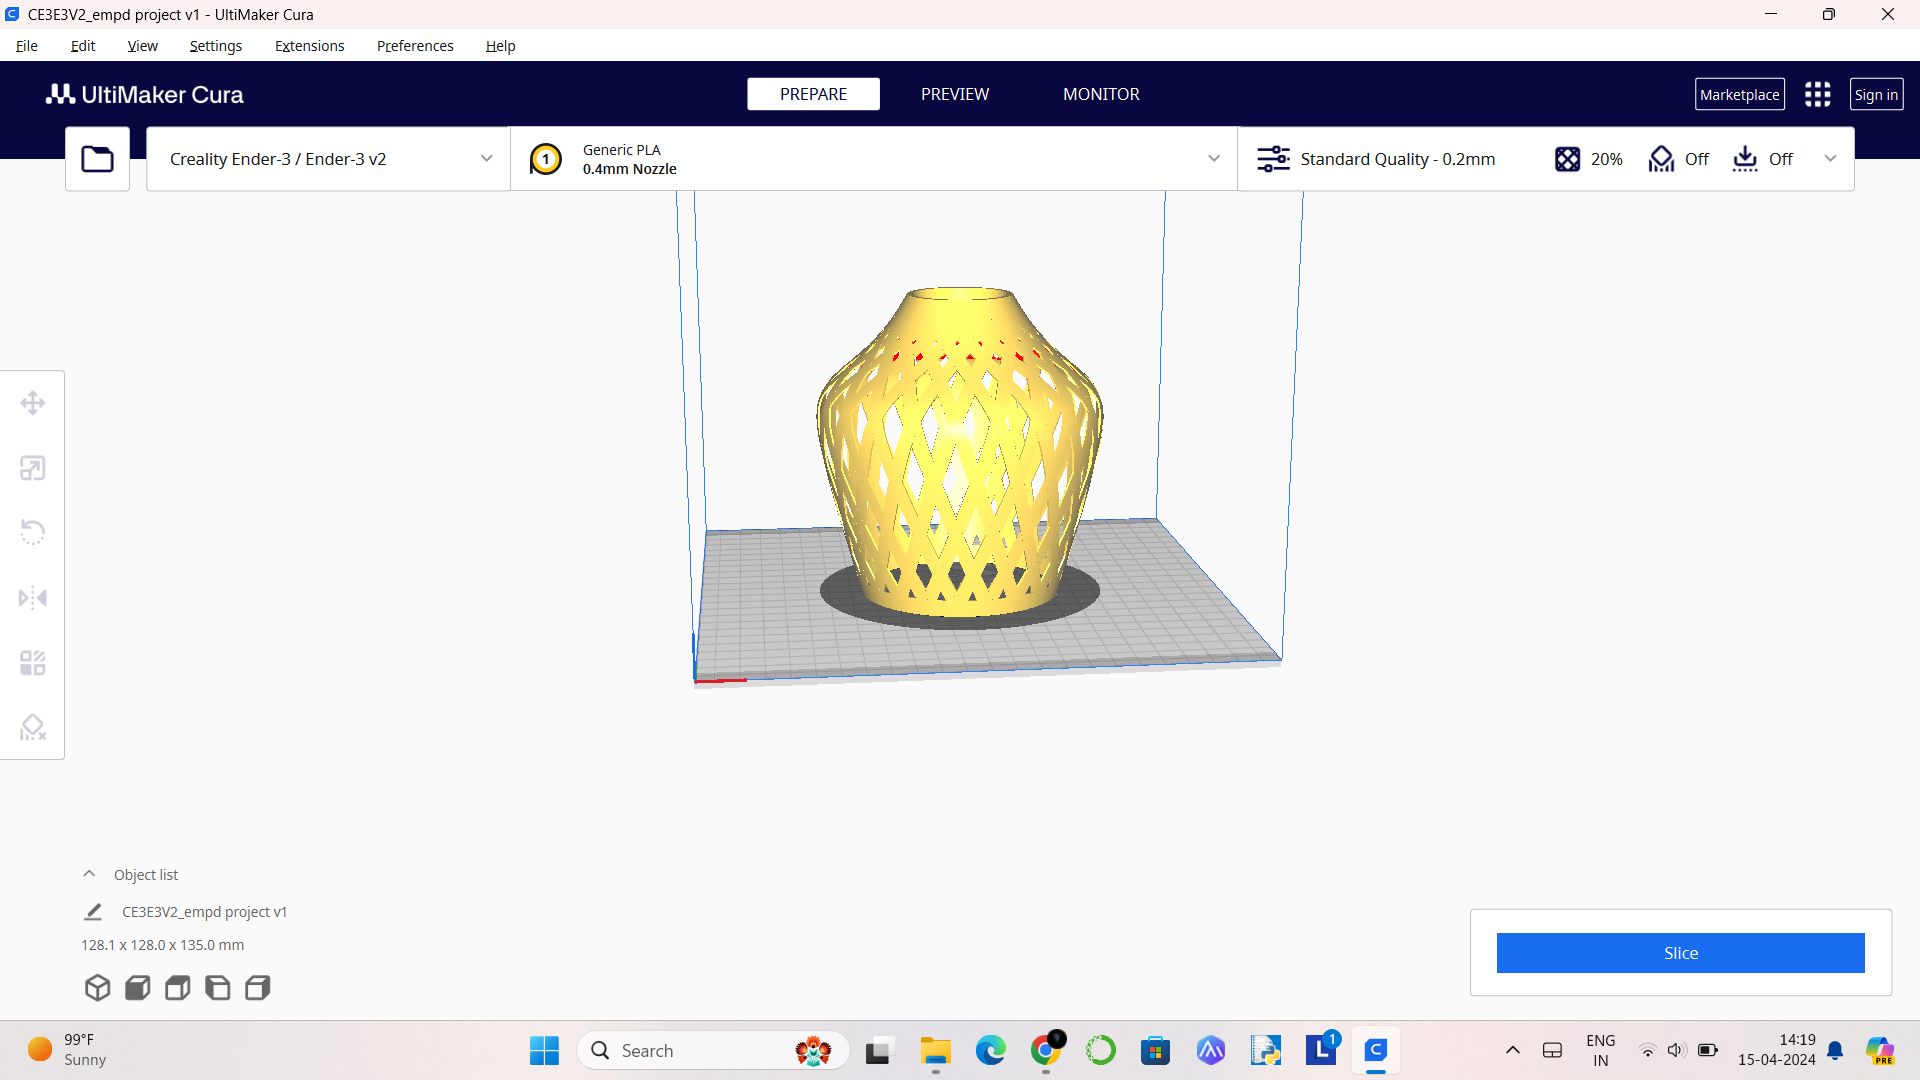 CE3E3V2_empd project v1 - UltiMaker Cura
File Edit View Settings Extensions Preferences Help
UltiMaker Cura
PREPARE PREVIEW MONITOR
Marketplace Sign in
Creality Ender-3 / Ender-3 v2
1
Generic PLA
0.4mm Nozzle
Standard Quality - 0.2mm 20% Off Off
Object list
CE3E3V2_empd project v1
128.1 x 128.0 x 135.0 mm
Slice
99°F
Sunny
Search
L 1
ENG
IN
14:19
15-04-2024
PRE